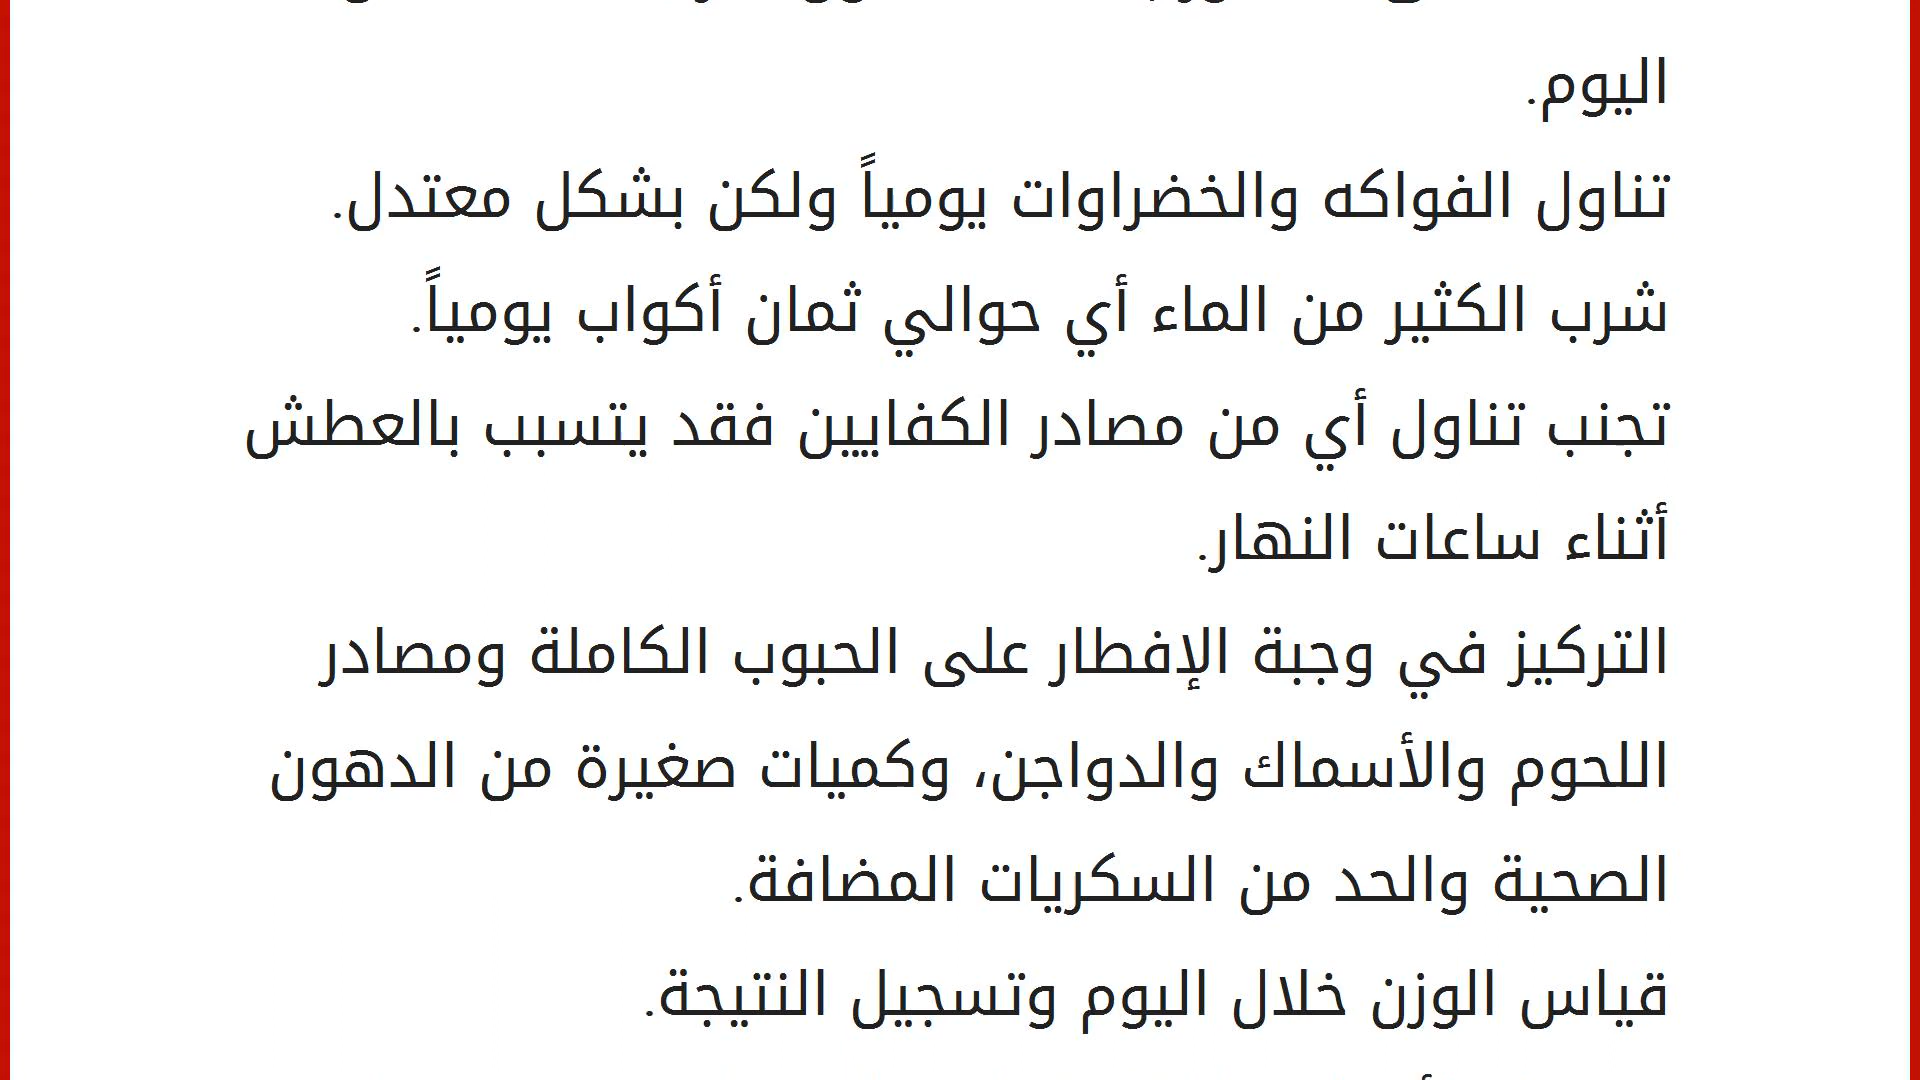 اليوم.
تناول الفواكه والخضراوات يومياً ولكن بشكل معتدل.
شرب الكثير من الماء أي حوالي ثمان أكواب يومياً.
تجنب تناول أي من مصادر الكفايين فقد يتسبب بالعطش
أثناء ساعات النهار.
التركيز في وجبة الإفطار على الحبوب الكاملة ومصادر
اللحوم والأسماك والدواجن، وكميات صغيرة من الدهون
الصحية والحد من السكريات المضافة.
قياس الوزن خلال اليوم وتسجيل النتيجة.